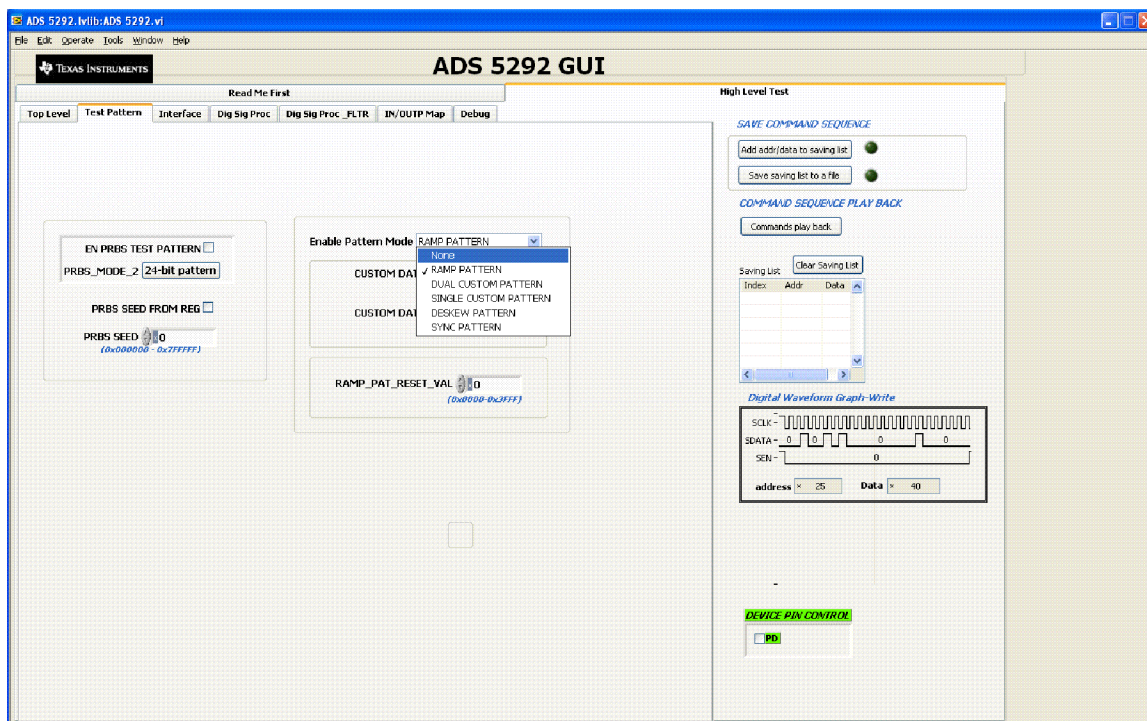 ADS 5292.lvlib:ADS 5292.vi
File Edit Operate Tools Window Help
TEXAS INSTRUMENTS
ADS 5292 GUI
Read Me First
High Level Test
Top Level
Test Pattern
Interface
Dig Sig Proc
Dig Sig Proc _FLTR
IN/OUTP Map
Debug
EN PRBS TEST PATTERN
PRBS_MODE_2 24-bit pattern
PRBS SEED FROM REG
PRBS SEED 0
(0x000000 - 0x7FFFFF)
Enable Pattern Mode RAMP PATTERN
None
✓ RAMP PATTERN
DUAL CUSTOM PATTERN
SINGLE CUSTOM PATTERN
DESKEW PATTERN
SYNC PATTERN
CUSTOM DAT
CUSTOM DAT
RAMP_PAT_RESET_VAL 0
(0x0000-0x3FFF)
SAVE COMMAND SEQUENCE
Add addr/data to saving list
Save saving list to a file
COMMAND SEQUENCE PLAY BACK
Commands play back
Saving List
Clear Saving List
Index Addr Data
Digital Waveform Graph-Write
SCLK
SDATA 0 0 0 0
SEN 0
address x 25 Data x 40
DEVICE PIN CONTROL
PD